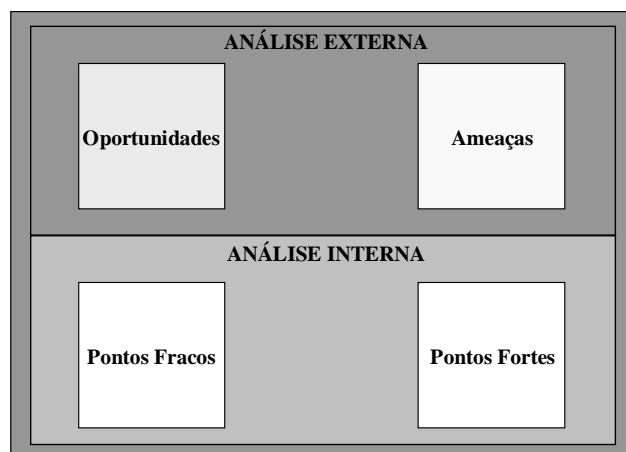 ANÁLISE EXTERNA
Oportunidades
Ameaças
ANÁLISE INTERNA
Pontos Fracos
Pontos Fortes